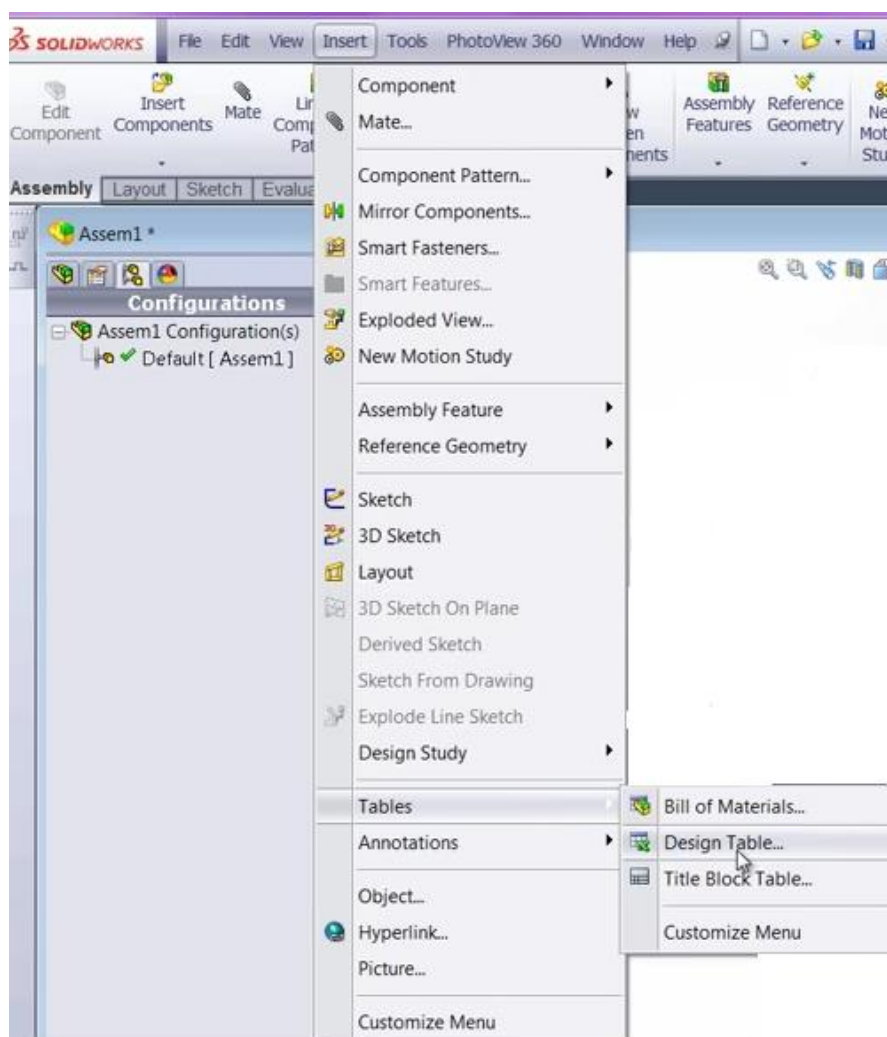 SOLIDWORKS File Edit View Insert Tools PhotoView 360 Window Help
Edit Component
Insert Components
Mate
Assembly Features
Reference Geometry
Assembly Layout Sketch
Assem1 *
Configurations
Assem1 Configuration(s)
Default [ Assem1 ]
Component
Mate...
Component Pattern...
Mirror Components...
Smart Fasteners...
Smart Features...
Exploded View...
New Motion Study
Assembly Feature
Reference Geometry
Sketch
3D Sketch
Layout
3D Sketch On Plane
Derived Sketch
Sketch From Drawing
Explode Line Sketch
Design Study
Tables
Annotations
Object...
Hyperlink...
Picture...
Customize Menu
Bill of Materials...
Design Table...
Title Block Table...
Customize Menu